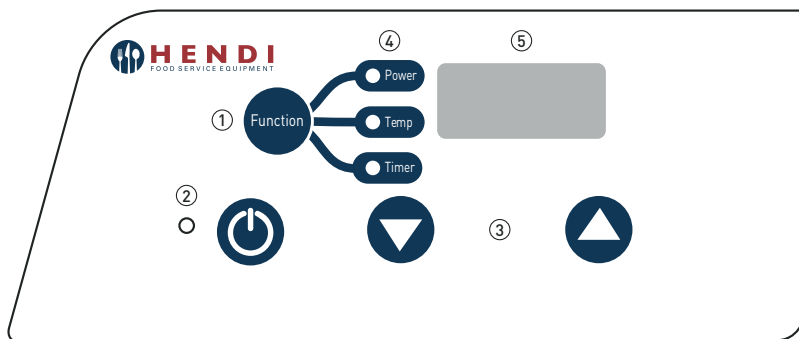 HENDI
FOOD SERVICE EQUIPMENT
④
⑤
Power
①
Function
Temp
Timer
②
③